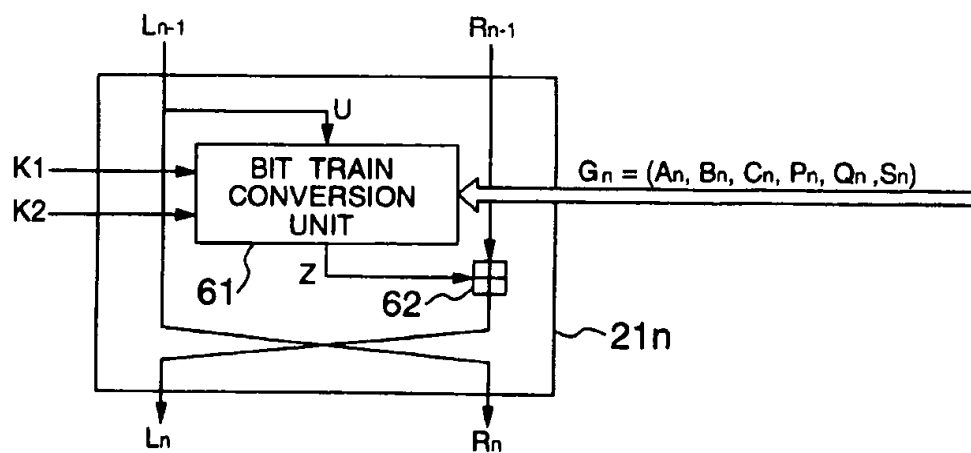 Ln-1
Rn-1
U
K1
K2
BIT TRAIN
CONVERSION
UNIT
Gn = (An, Bn, Cn, Pn, Qn ,Sn)
61
Z
62
21n
Ln
Rn